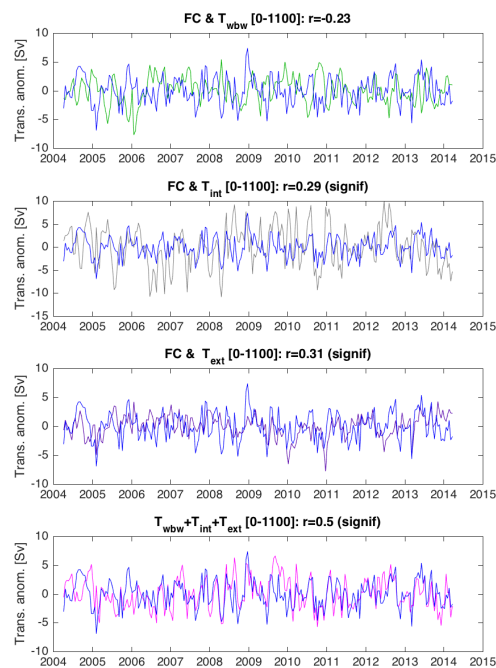 FC & T_wbw [0-1100]: r=-0.23
Trans. anom. [Sv]
10
5
0
-5
-10
2004 2005 2006 2007 2008 2009 2010 2011 2012 2013 2014 2015
FC & T_int [0-1100]: r=0.29 (signif)
Trans. anom. [Sv]
10
5
0
-5
-10
-15
2004 2005 2006 2007 2008 2009 2010 2011 2012 2013 2014 2015
FC & T_ext [0-1100]: r=0.31 (signif)
Trans. anom. [Sv]
10
5
0
-5
-10
2004 2005 2006 2007 2008 2009 2010 2011 2012 2013 2014 2015
T_wbw+T_int+T_ext [0-1100]: r=0.5 (signif)
Trans. anom. [Sv]
10
5
0
-5
-10
2004 2005 2006 2007 2008 2009 2010 2011 2012 2013 2014 2015